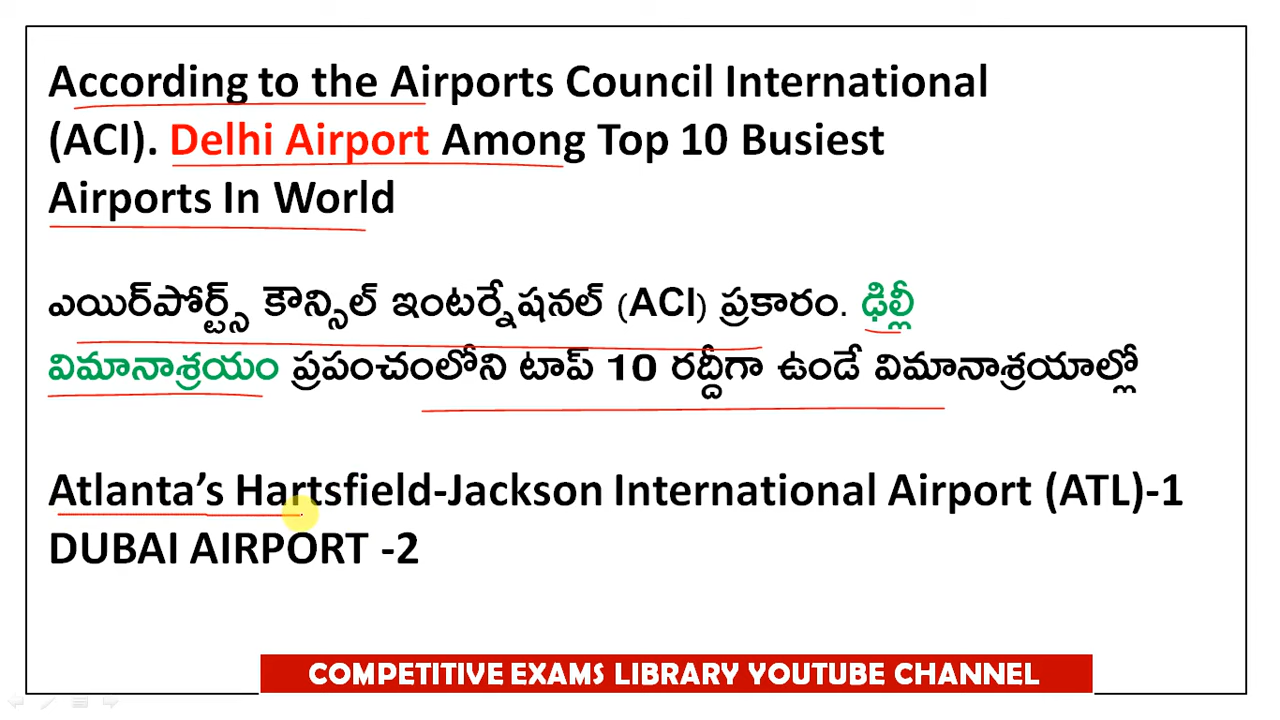 According to the Airports Council International
(ACI). Delhi Airport Among Top 10 Busiest
Airports In World
ఎయిర్‌పోర్ట్స్ కౌన్సిల్ ఇంటర్నేషనల్ (ACI) ప్రకారం. ఢిల్లీ
విమానాశ్రయం ప్రపంచంలోని టాప్ 10 రద్దీగా ఉండే విమానాశ్రయాల్లో
Atlanta’s Hartsfield-Jackson International Airport (ATL)-1
DUBAI AIRPORT -2
COMPETITIVE EXAMS LIBRARY YOUTUBE CHANNEL